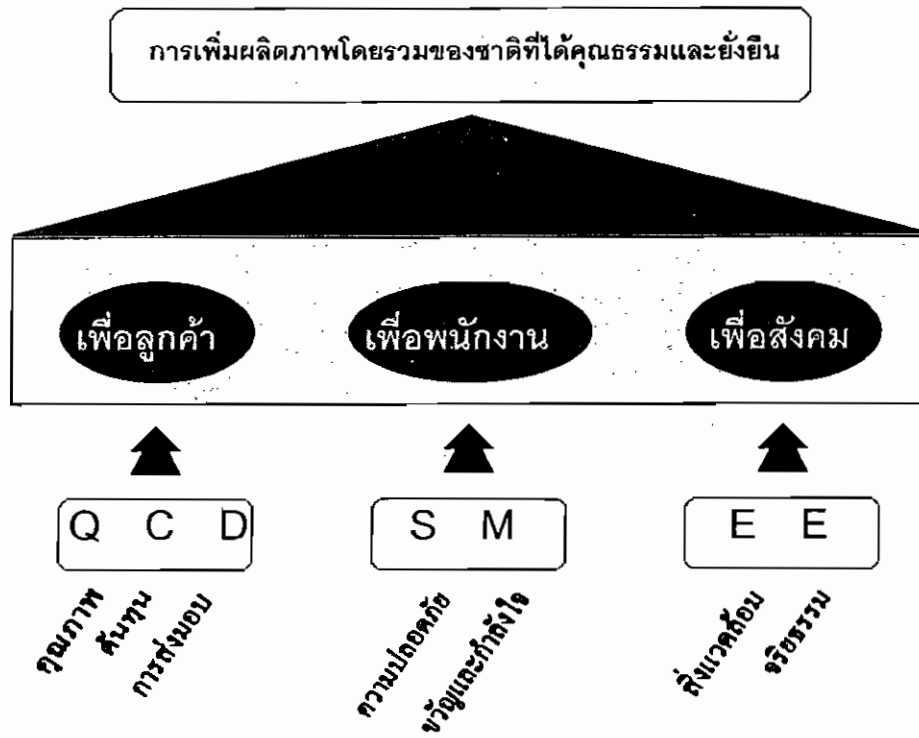 การเพิ่มผลิตภาพโดยรวมของชาติที่ได้คุณธรรมและยั่งยืน
เพื่อลูกค้า เพื่อพนักงาน เพื่อสังคม
Q C D S M E E
คุณภาพ ต้นทุน การส่งมอบ ความปลอดภัย ขวัญและกำลังใจ สิ่งแวดล้อม จริยธรรม